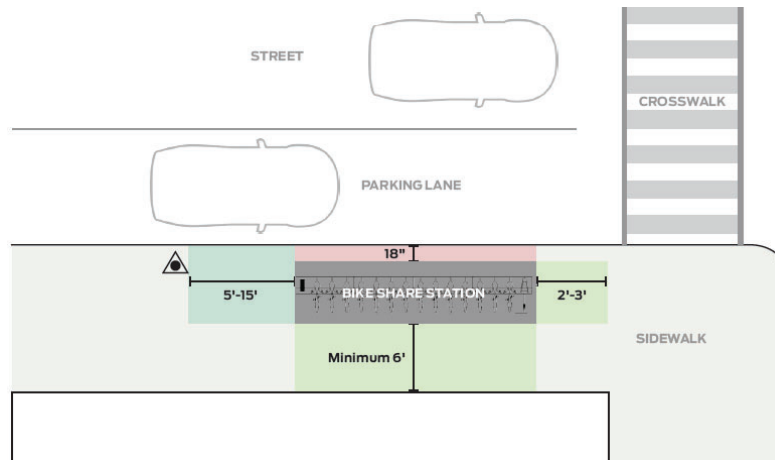 STREET
CROSSWALK
PARKING LANE
18"
5'-15'
BIKE SHARE STATION
2'-3'
SIDEWALK
Minimum 6'